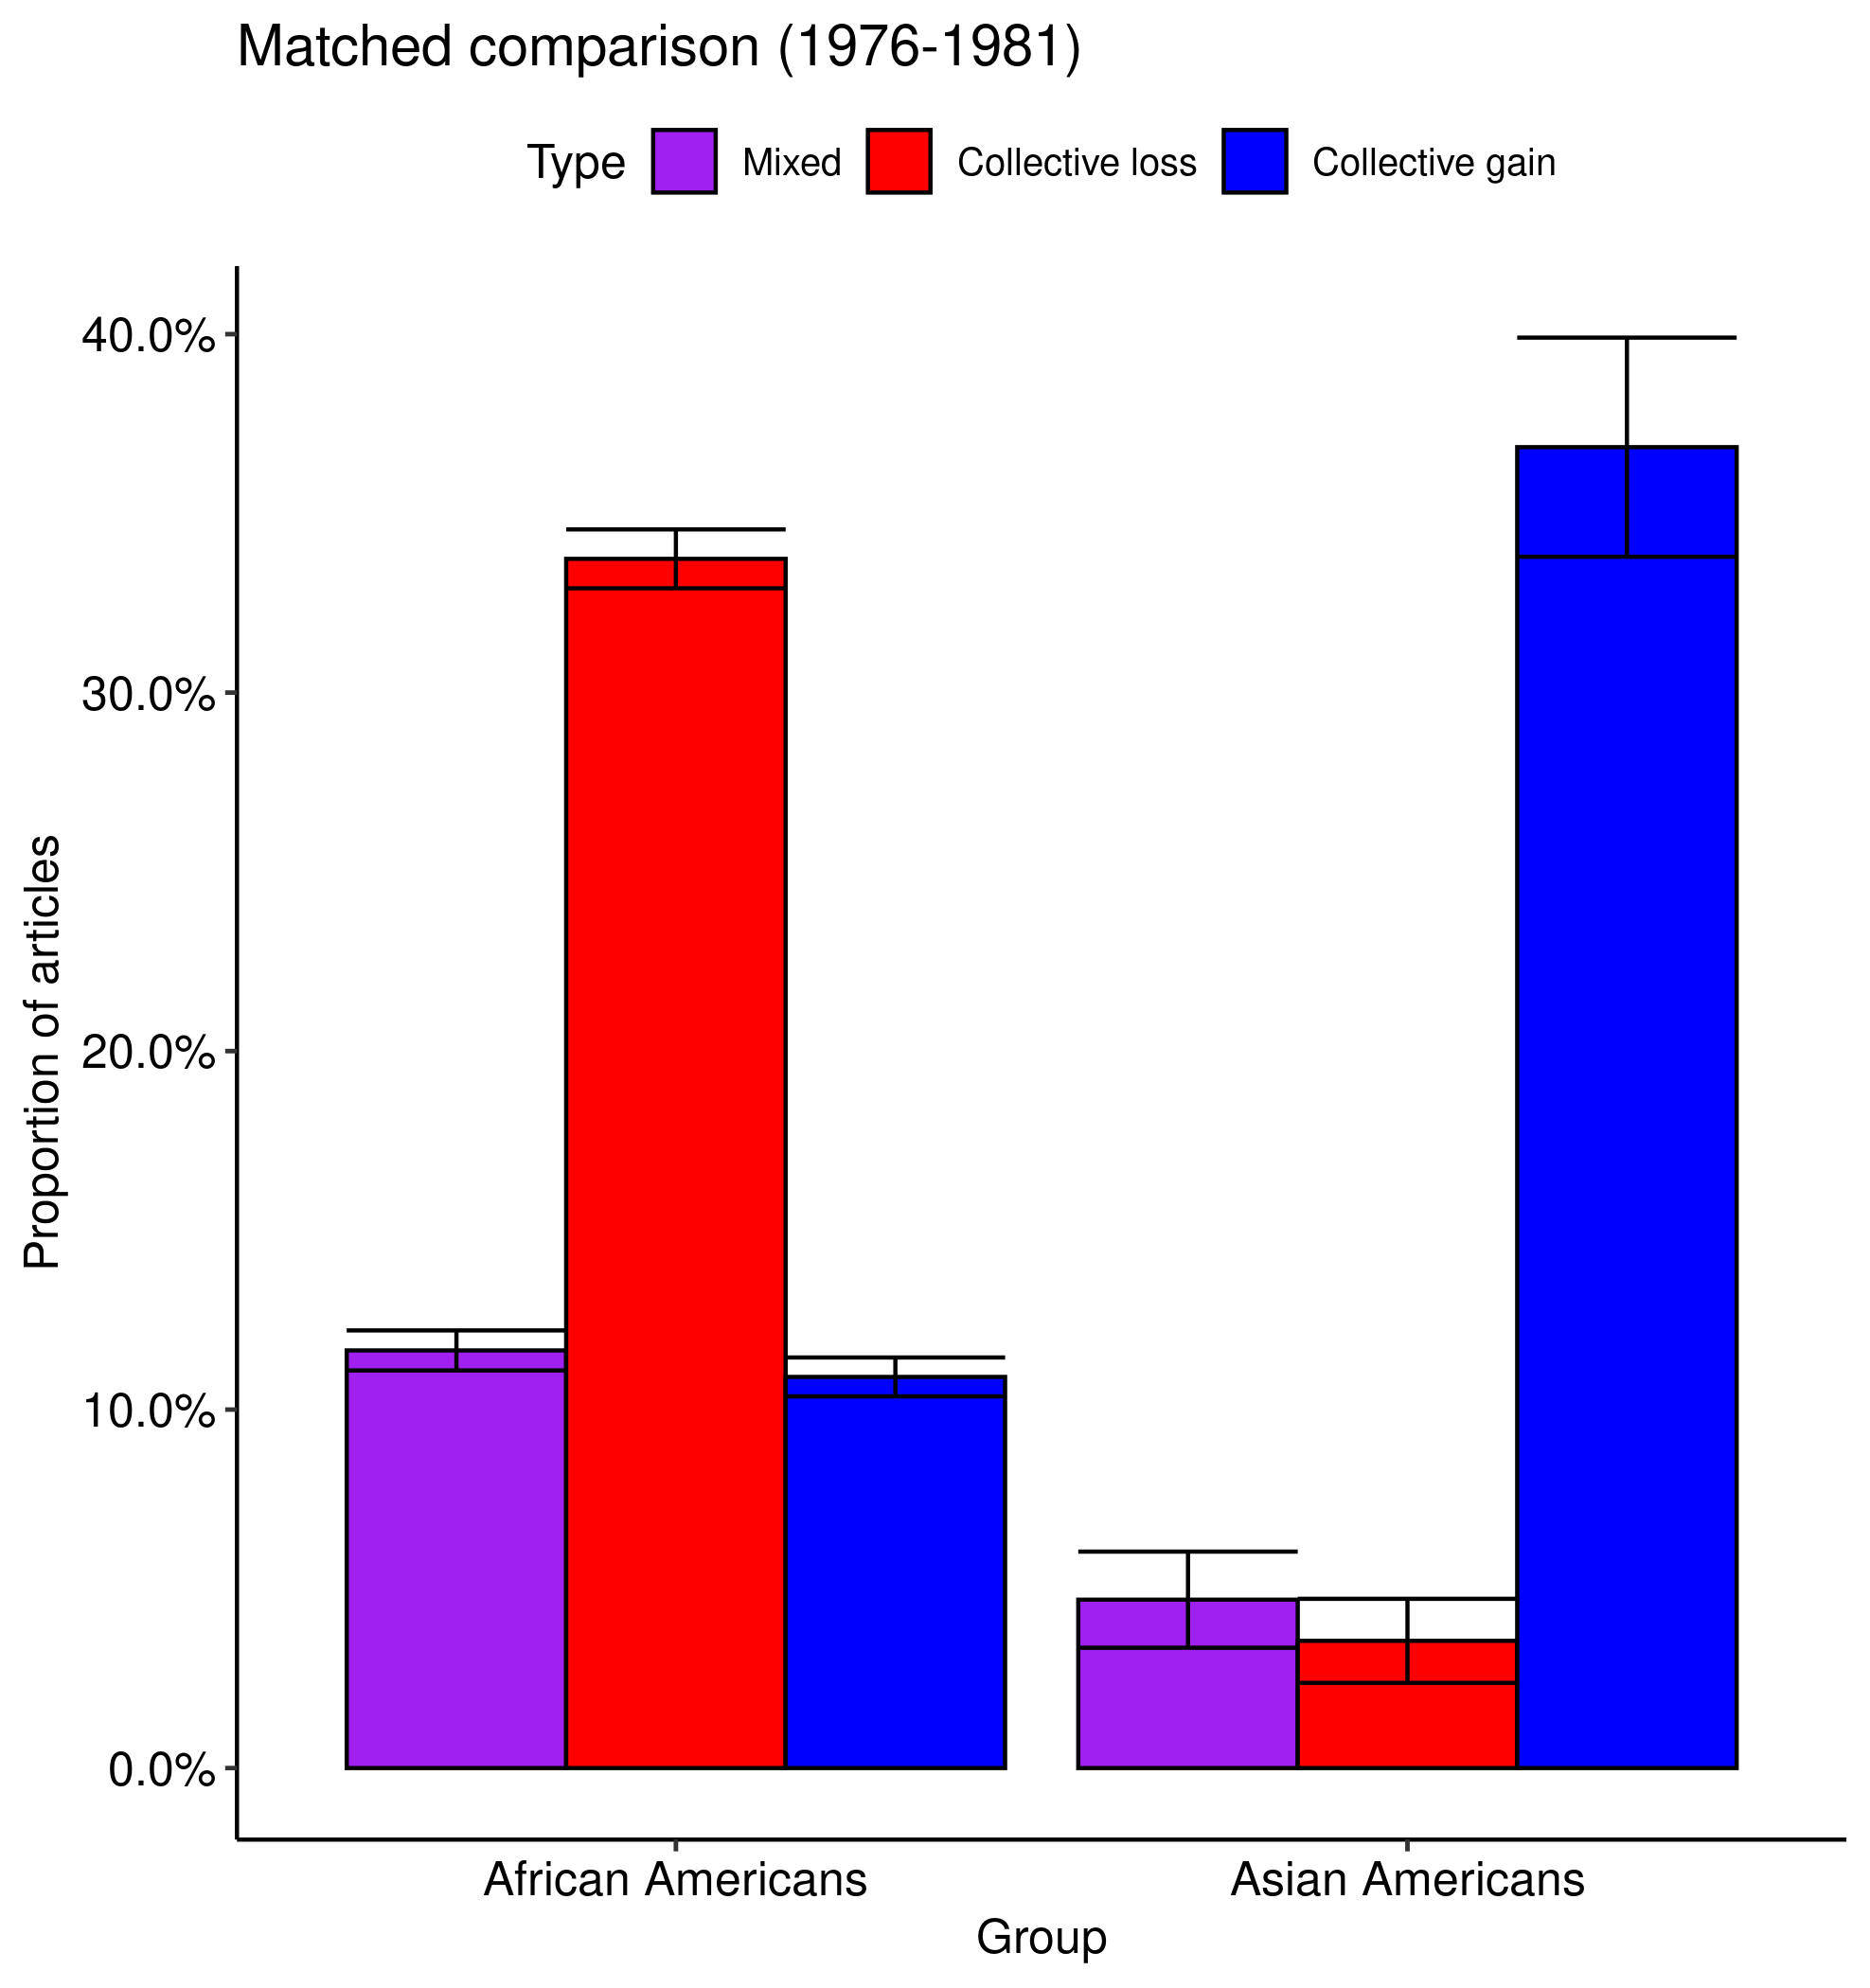 Matched comparison (1976-1981)
Type Mixed Collective loss Collective gain
40.0%
30.0%
20.0%
10.0%
0.0%
Proportion of articles
African Americans Asian Americans
Group